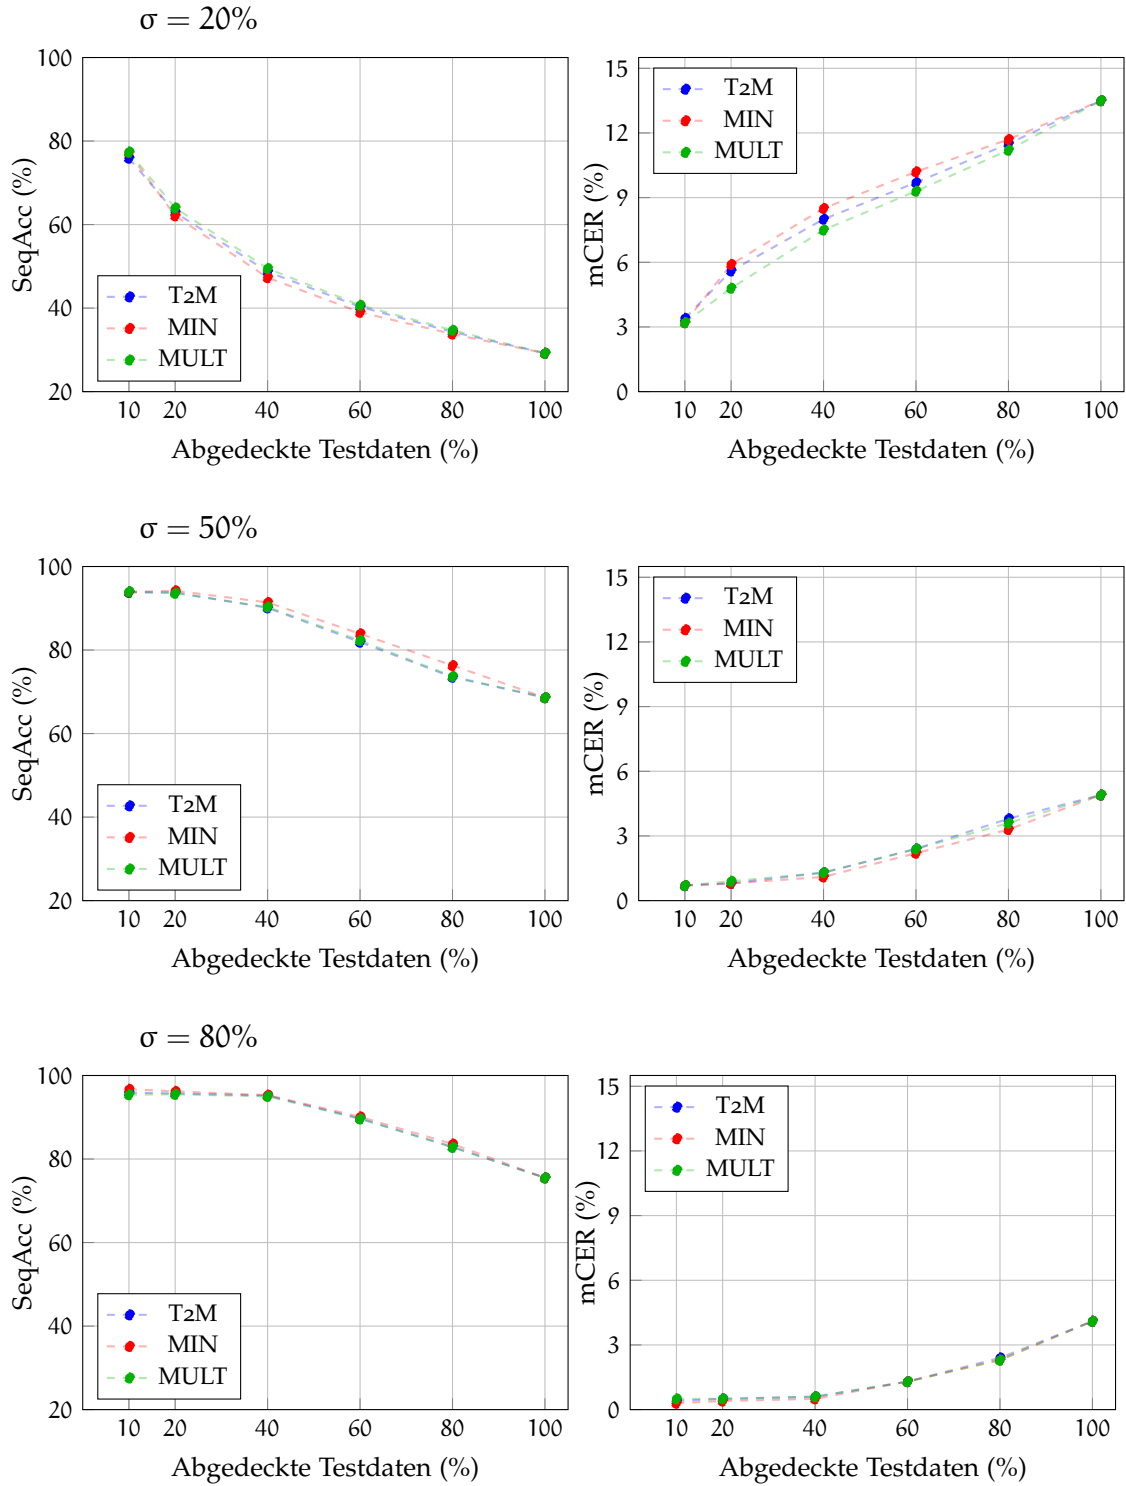 σ = 20%
100
80
60
40
20
SeqAcc (%)
T2M
MIN
MULT
10 20 40 60 80 100
Abgedeckte Testdaten (%)
15
12
9
6
3
0
mCER (%)
T2M
MIN
MULT
10 20 40 60 80 100
Abgedeckte Testdaten (%)
σ = 50%
100
80
60
40
20
SeqAcc (%)
T2M
MIN
MULT
10 20 40 60 80 100
Abgedeckte Testdaten (%)
15
12
9
6
3
0
mCER (%)
T2M
MIN
MULT
10 20 40 60 80 100
Abgedeckte Testdaten (%)
σ = 80%
100
80
60
40
20
SeqAcc (%)
T2M
MIN
MULT
10 20 40 60 80 100
Abgedeckte Testdaten (%)
15
12
9
6
3
0
mCER (%)
T2M
MIN
MULT
10 20 40 60 80 100
Abgedeckte Testdaten (%)